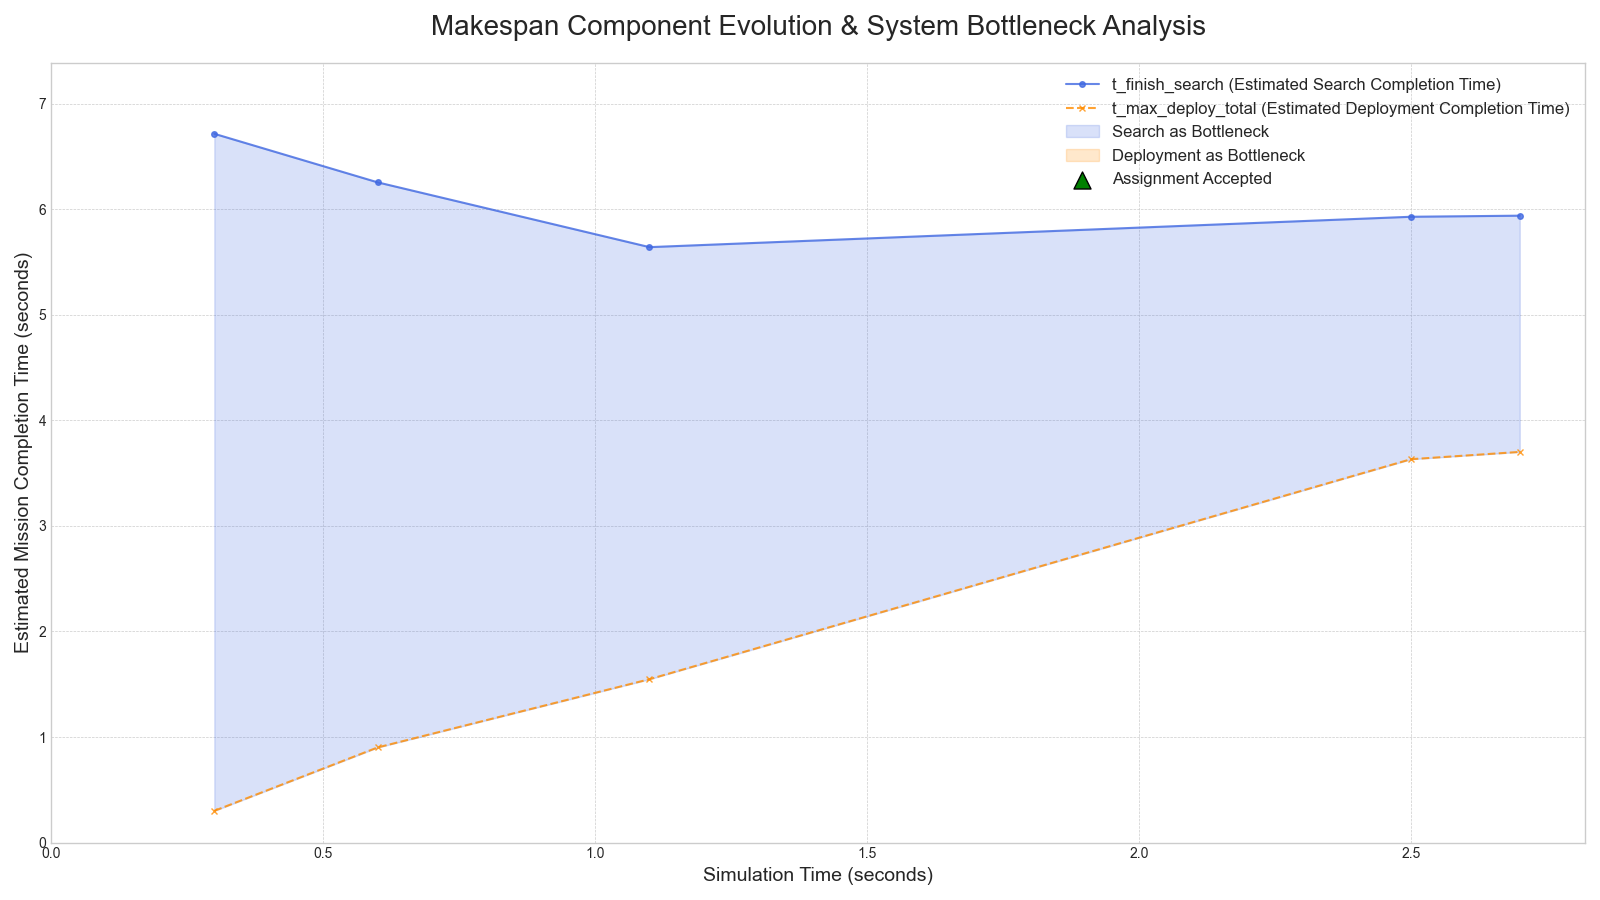 Makespan Component Evolution & System Bottleneck Analysis
t_finish_search (Estimated Search Completion Time)
t_max_deploy_total (Estimated Deployment Completion Time)
Search as Bottleneck
Deployment as Bottleneck
Assignment Accepted
Estimated Mission Completion Time (seconds)
7
6
5
4
3
2
1
0
0.0
0.5
1.0
1.5
2.0
2.5
Simulation Time (seconds)